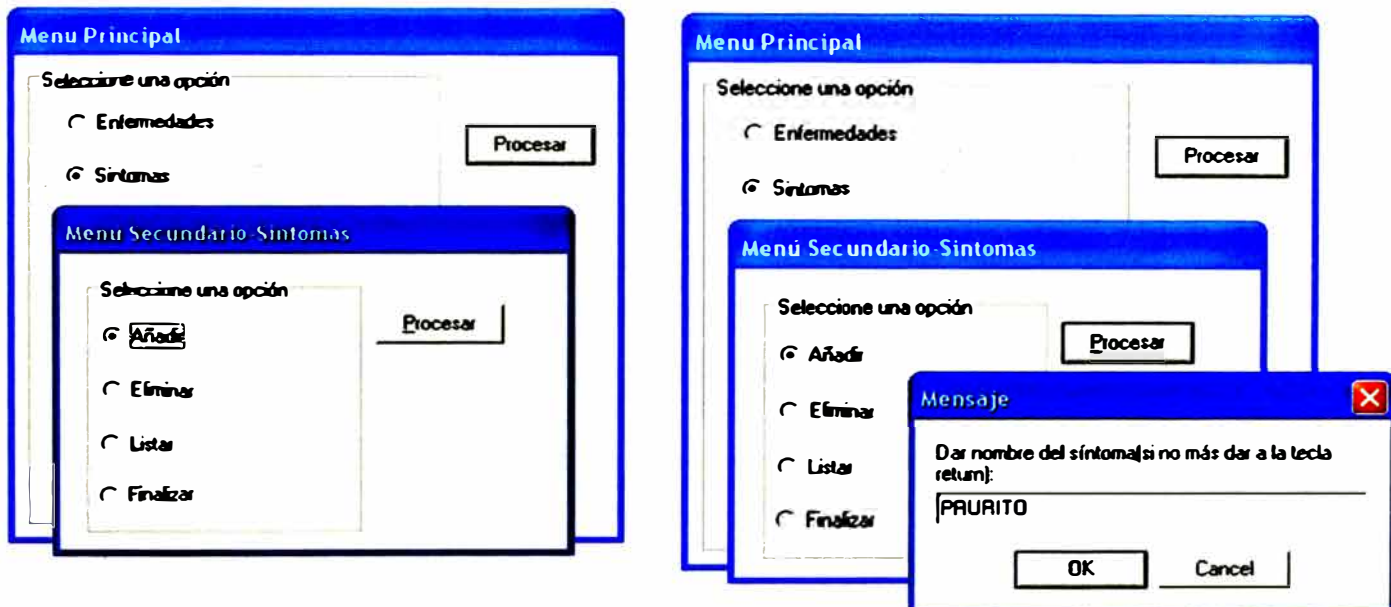 Menu Principal
Seleccione una opción
Enfermedades
Procesar
Sintomas
Menu Secundario-Sintomas
Seleccione una opción
Procesar
Añadir
Eliminar
Listar
Finalizar
Menu Principal
Seleccione una opción
Enfermedades
Procesar
Sintomas
Menú Secundario-Sintomas
Seleccione una opción
Procesar
Añadir
Eliminar
Listar
Finalizar
Mensaje
Dar nombre del síntoma(si no más dar a la tecla
return):
PRURITO
OK
Cancel